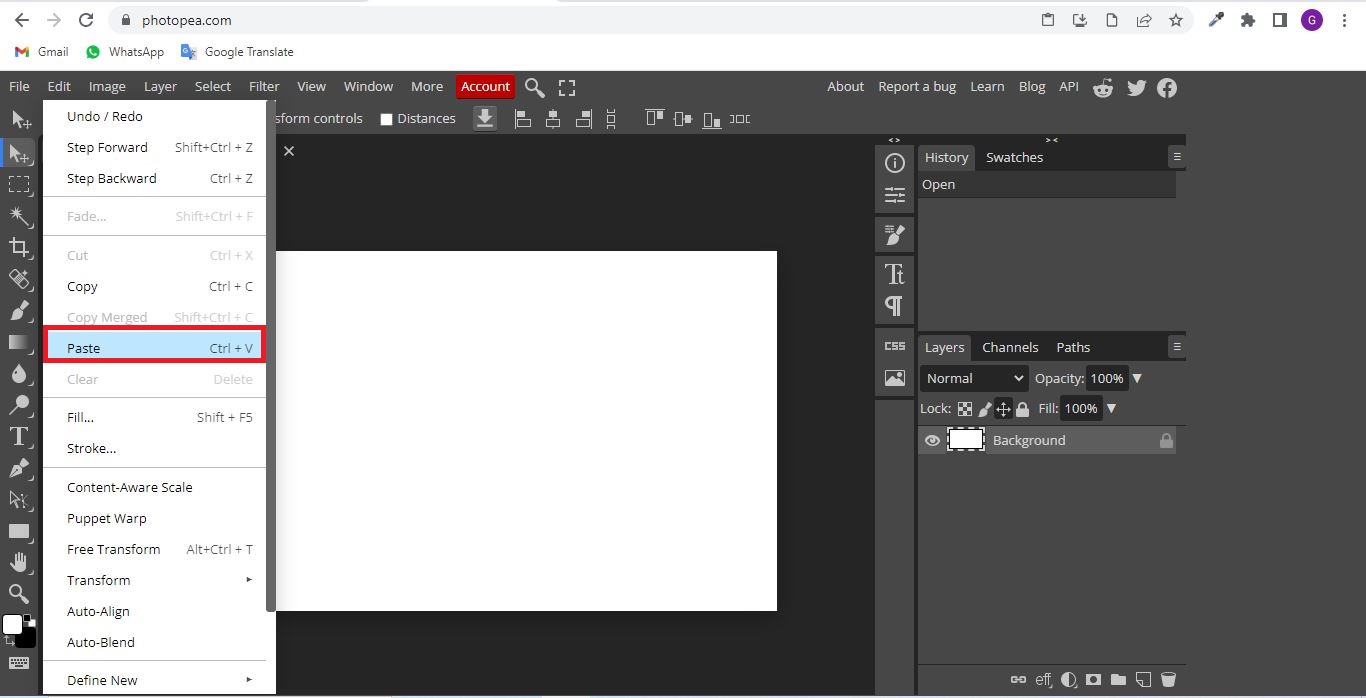 photopea.com
G
Gmail WhatsApp Google Translate
File Edit Image Layer Select Filter View Window More Account About Report a bug Learn Blog API
sform controls Distances
Undo / Redo
Step Forward Shift+Ctrl + Z
Step Backward Ctrl + Z
Fade... Shift+Ctrl + F
Cut Ctrl + X
Copy Ctrl + C
Copy Merged Shift+Ctrl + C
Paste Ctrl + V
Clear Delete
Fill... Shift + F5
Stroke...
Content-Aware Scale
Puppet Warp
Free Transform Alt+Ctrl + T
Transform
Auto-Align
Auto-Blend
Define New
< >
> <
History Swatches
Open
CSS
Layers Channels Paths
Normal Opacity: 100%
Lock: Fill: 100%
Background
eff